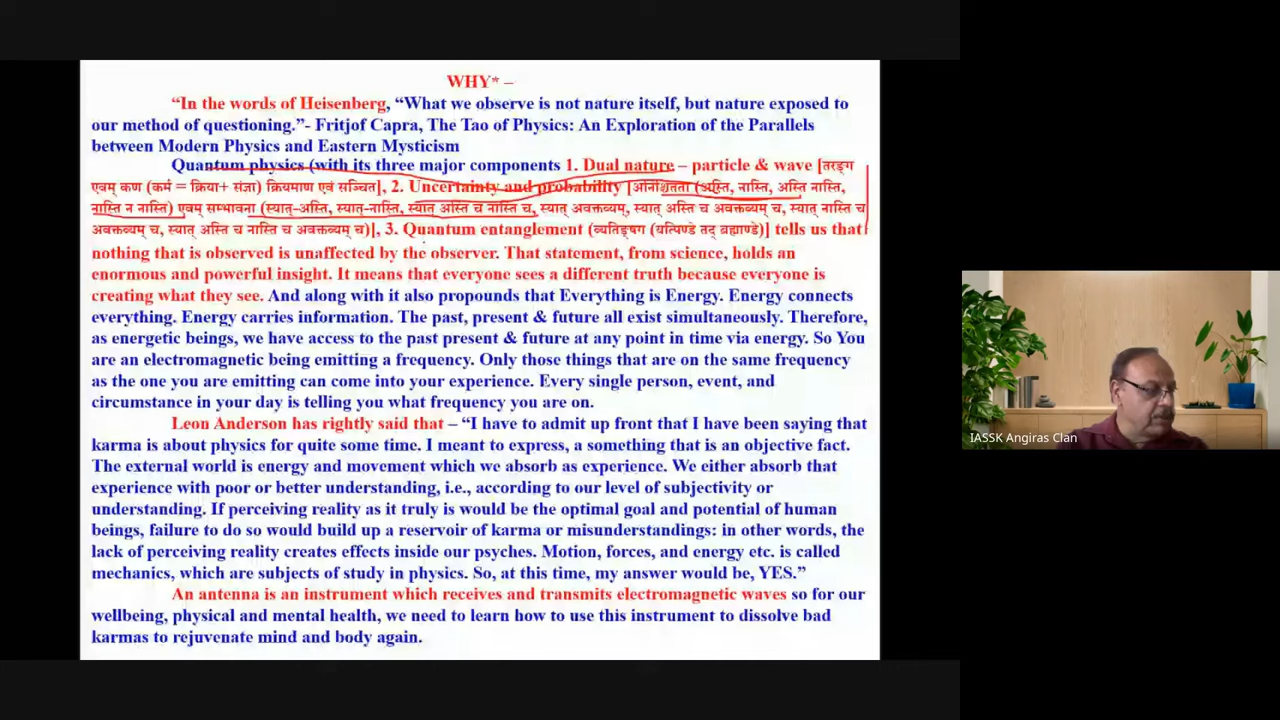 WHY* –
“In the words of Heisenberg, “What we observe is not nature itself, but nature exposed to
our method of questioning.”- Fritjof Capra, The Tao of Physics: An Exploration of the Parallels
between Modern Physics and Eastern Mysticism
Quantum physics (with its three major components 1. Dual nature – particle & wave [तरङ्ग
एवम् कण (कर्म = क्रिया+ संज्ञा) क्रियमाण एवं सञ्चित], 2. Uncertainty and probability [अनिश्चितता (अस्ति, नास्ति, अस्ति नास्ति,
नास्ति न नास्ति) एवम् सम्भावना (स्यात्-अस्ति, स्यात्-नास्ति, स्यात् अस्ति च नास्ति च, स्यात् अवक्तव्यम्, स्यात् अस्ति च अवक्तव्यम् च, स्यात् नास्ति च
अवक्तव्यम् च, स्यात् अस्ति च नास्ति च अवक्तव्यम् च)], 3. Quantum entanglement (व्यतिङ्षग (यत्पिण्डे तद् ब्रह्माण्डे)] tells us that
nothing that is observed is unaffected by the observer. That statement, from science, holds an
enormous and powerful insight. It means that everyone sees a different truth because everyone is
creating what they see. And along with it also propounds that Everything is Energy. Energy connects
everything. Energy carries information. The past, present & future all exist simultaneously. Therefore,
as energetic beings, we have access to the past present & future at any point in time via energy. So You
are an electromagnetic being emitting a frequency. Only those things that are on the same frequency
as the one you are emitting can come into your experience. Every single person, event, and
circumstance in your day is telling you what frequency you are on.
Leon Anderson has rightly said that – “I have to admit up front that I have been saying that
karma is about physics for quite some time. I meant to express, a something that is an objective fact.
The external world is energy and movement which we absorb as experience. We either absorb that
experience with poor or better understanding, i.e., according to our level of subjectivity or
understanding. If perceiving reality as it truly is would be the optimal goal and potential of human
beings, failure to do so would build up a reservoir of karma or misunderstandings: in other words, the
lack of perceiving reality creates effects inside our psyches. Motion, forces, and energy etc. is called
mechanics, which are subjects of study in physics. So, at this time, my answer would be, YES.”
An antenna is an instrument which receives and transmits electromagnetic waves so for our
wellbeing, physical and mental health, we need to learn how to use this instrument to dissolve bad
karmas to rejuvenate mind and body again.
IASSK Angiras Clan